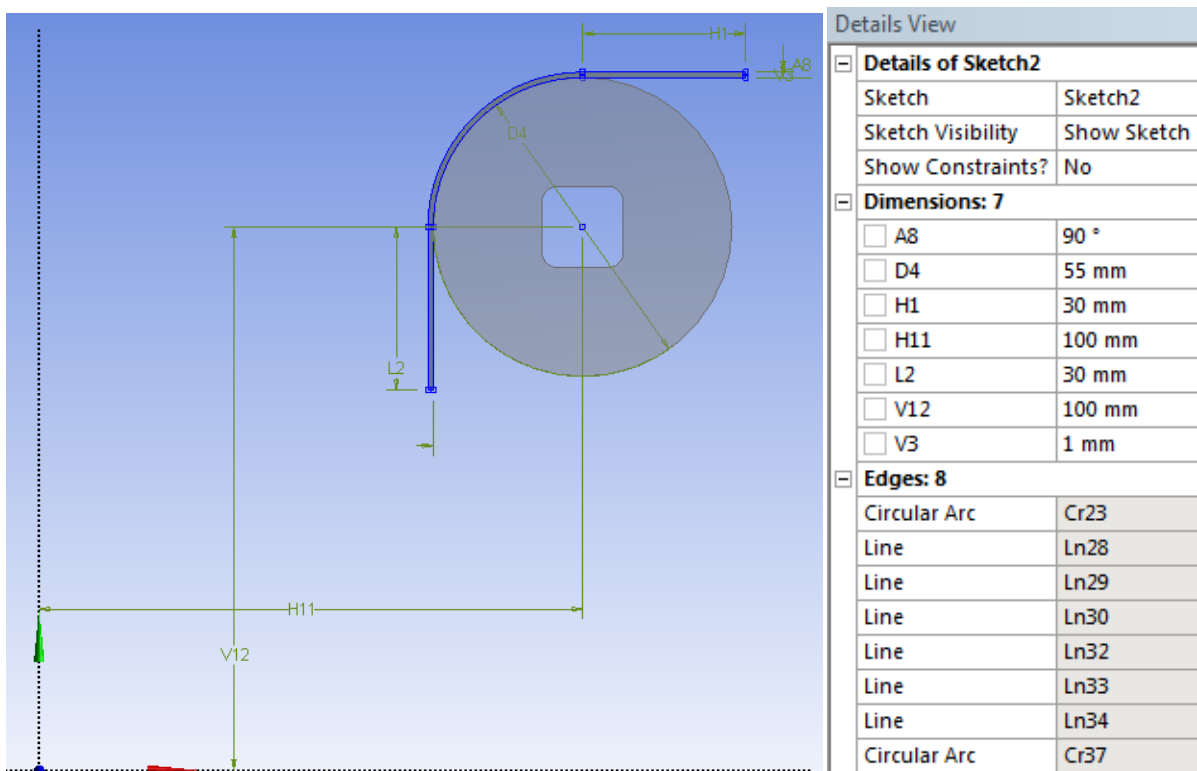 H1
A8
V3
D4
L2
H11
V12
Details View
Details of Sketch2
Sketch Sketch2
Sketch Visibility Show Sketch
Show Constraints? No
Dimensions: 7
A8 90 °
D4 55 mm
H1 30 mm
H11 100 mm
L2 30 mm
V12 100 mm
V3 1 mm
Edges: 8
Circular Arc Cr23
Line Ln28
Line Ln29
Line Ln30
Line Ln32
Line Ln33
Line Ln34
Circular Arc Cr37